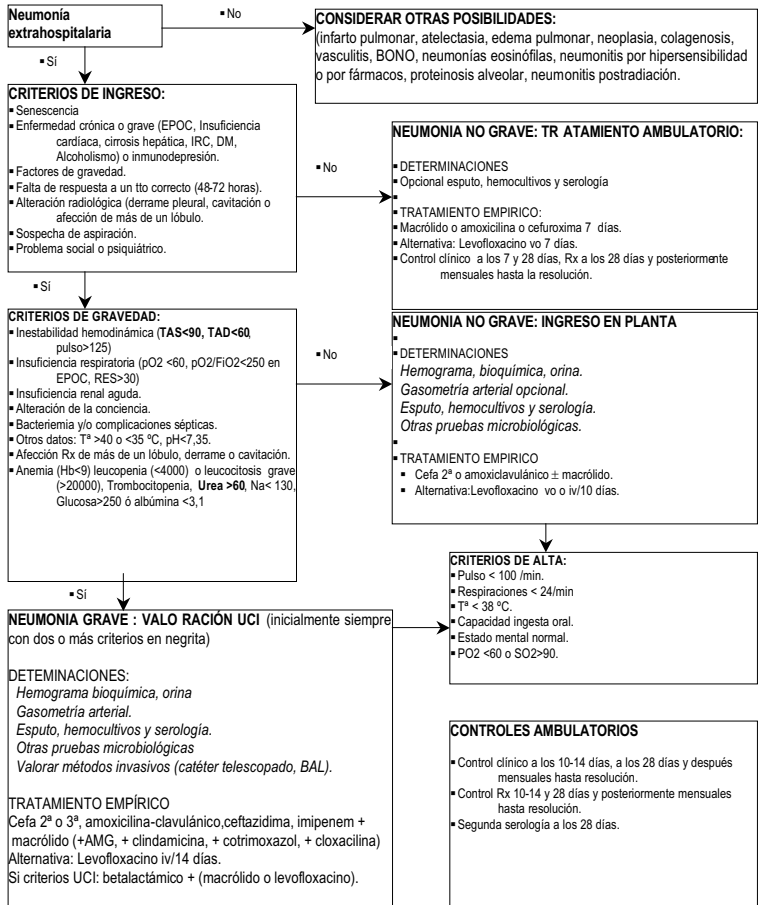 Neumonía
extrahospitalaria
▪ No
CONSIDERAR OTRAS POSIBILIDADES:
(infarto pulmonar, atelectasia, edema pulmonar, neoplasia, colagenosis,
vasculitis, BONO, neumonías eosinófilas, neumonitis por hipersensibilidad
o por fármacos, proteinosis alveolar, neumonitis postradiación.
▪ Sí
CRITERIOS DE INGRESO:
▪ Senescencia
▪ Enfermedad crónica o grave (EPOC, Insuficiencia
cardíaca, cirrosis hepática, IRC, DM,
Alcoholismo) o inmunodepresión.
▪ Factores de gravedad.
▪ Falta de respuesta a un tto correcto (48-72 horas).
▪ Alteración radiológica (derrame pleural, cavitación o
afección de más de un lóbulo.
▪ Sospecha de aspiración.
▪ Problema social o psiquiátrico.
▪ No
NEUMONIA NO GRAVE: TR ATAMIENTO AMBULATORIO:
▪ DETERMINACIONES
▪ Opcional esputo, hemocultivos y serología
▪
▪ TRATAMIENTO EMPIRICO:
▪ Macrólido o amoxicilina o cefuroxima 7 días.
▪ Alternativa: Levofloxacino vo 7 días.
▪ Control clínico a los 7 y 28 días, Rx a los 28 días y posteriormente
mensuales hasta la resolución.
▪ Sí
CRITERIOS DE GRAVEDAD:
▪ Inestabilidad hemodinámica (TAS<90, TAD<60,
pulso>125)
▪ Insuficiencia respiratoria (pO2 <60, pO2/FiO2<250 en
EPOC, RES>30)
▪ Insuficiencia renal aguda.
▪ Alteración de la conciencia.
▪ Bacteriemia y/o complicaciones sépticas.
▪ Otros datos: Tª >40 o <35 ºC, pH<7,35.
▪ Afección Rx de más de un lóbulo, derrame o cavitación.
▪ Anemia (Hb<9) leucopenia (<4000) o leucocitosis grave
(>20000), Trombocitopenia, Urea >60, Na< 130,
Glucosa>250 ó albúmina <3,1
▪ No
NEUMONIA NO GRAVE: INGRESO EN PLANTA
▪
▪ DETERMINACIONES
Hemograma, bioquímica, orina.
Gasometría arterial opcional.
Esputo, hemocultivos y serología.
Otras pruebas microbiológicas.
▪
▪ TRATAMIENTO EMPIRICO
▪ Cefa 2ª o amoxiclavulánico ± macrólido.
▪ Alternativa:Levofloxacino vo o iv/10 días.
CRITERIOS DE ALTA:
▪ Pulso < 100 /min.
▪ Respiraciones < 24/min
▪ Tª < 38 ºC.
▪ Capacidad ingesta oral.
▪ Estado mental normal.
▪ PO2 <60 o SO2>90.
▪ Sí
NEUMONIA GRAVE : VALO RACIÓN UCI (inicialmente siempre
con dos o más criterios en negrita)
DETEMINACIONES:
Hemograma bioquímica, orina
Gasometría arterial.
Esputo, hemocultivos y serología.
Otras pruebas microbiológicas
Valorar métodos invasivos (catéter telescopado, BAL).
TRATAMIENTO EMPÍRICO
Cefa 2ª o 3ª, amoxicilina-clavulánico,ceftazidima, imipenem +
macrólido (+AMG, + clindamicina, + cotrimoxazol, + cloxacilina)
Alternativa: Levofloxacino iv/14 días.
Si criterios UCI: betalactámico + (macrólido o levofloxacino).
CONTROLES AMBULATORIOS
▪ Control clínico a los 10-14 días, a los 28 días y después
mensuales hasta resolución.
▪ Control Rx 10-14 y 28 días y posteriormente mensuales
hasta resolución.
▪ Segunda serología a los 28 días.